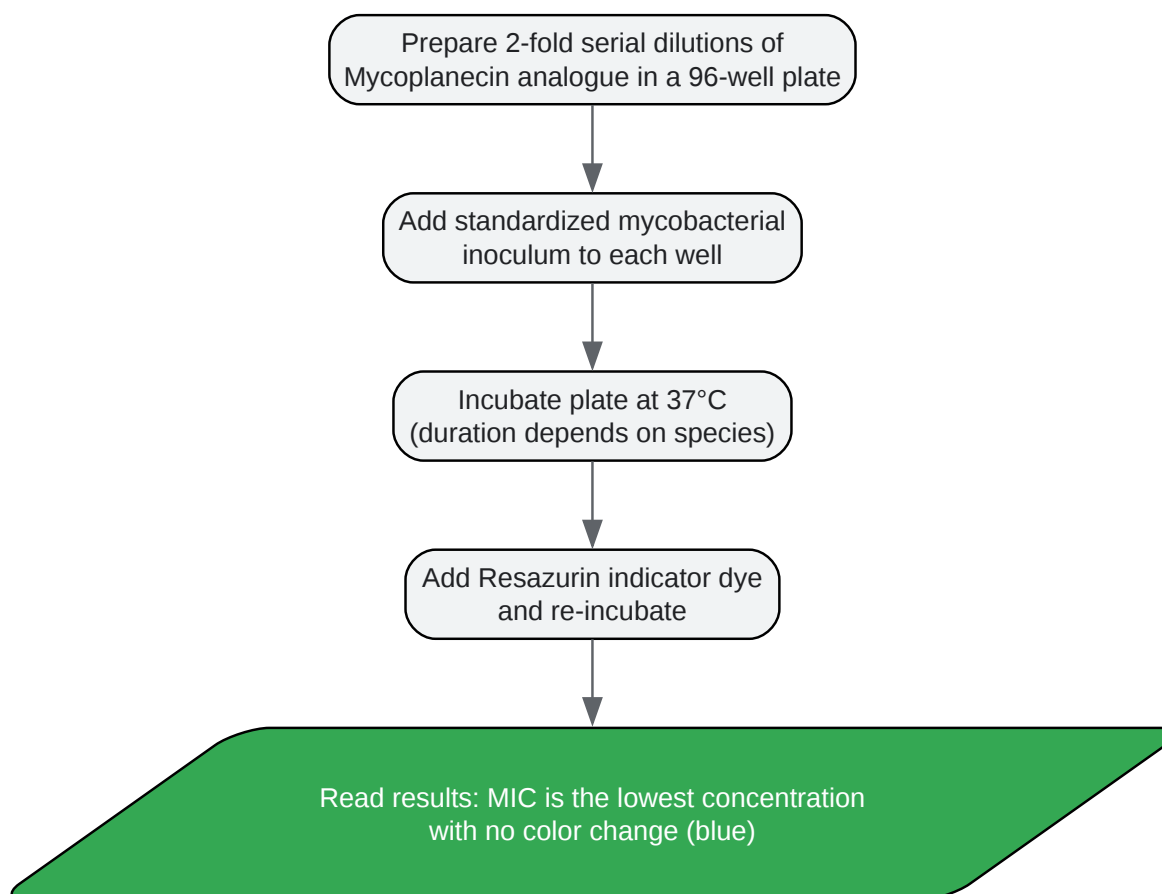 Prepare 2-fold serial dilutions of
Mycoplanecin analogue in a 96-well plate
Add standardized mycobacterial
inoculum to each well
Incubate plate at 37°C
(duration depends on species)
Add Resazurin indicator dye
and re-incubate
Read results: MIC is the lowest concentration
with no color change (blue)